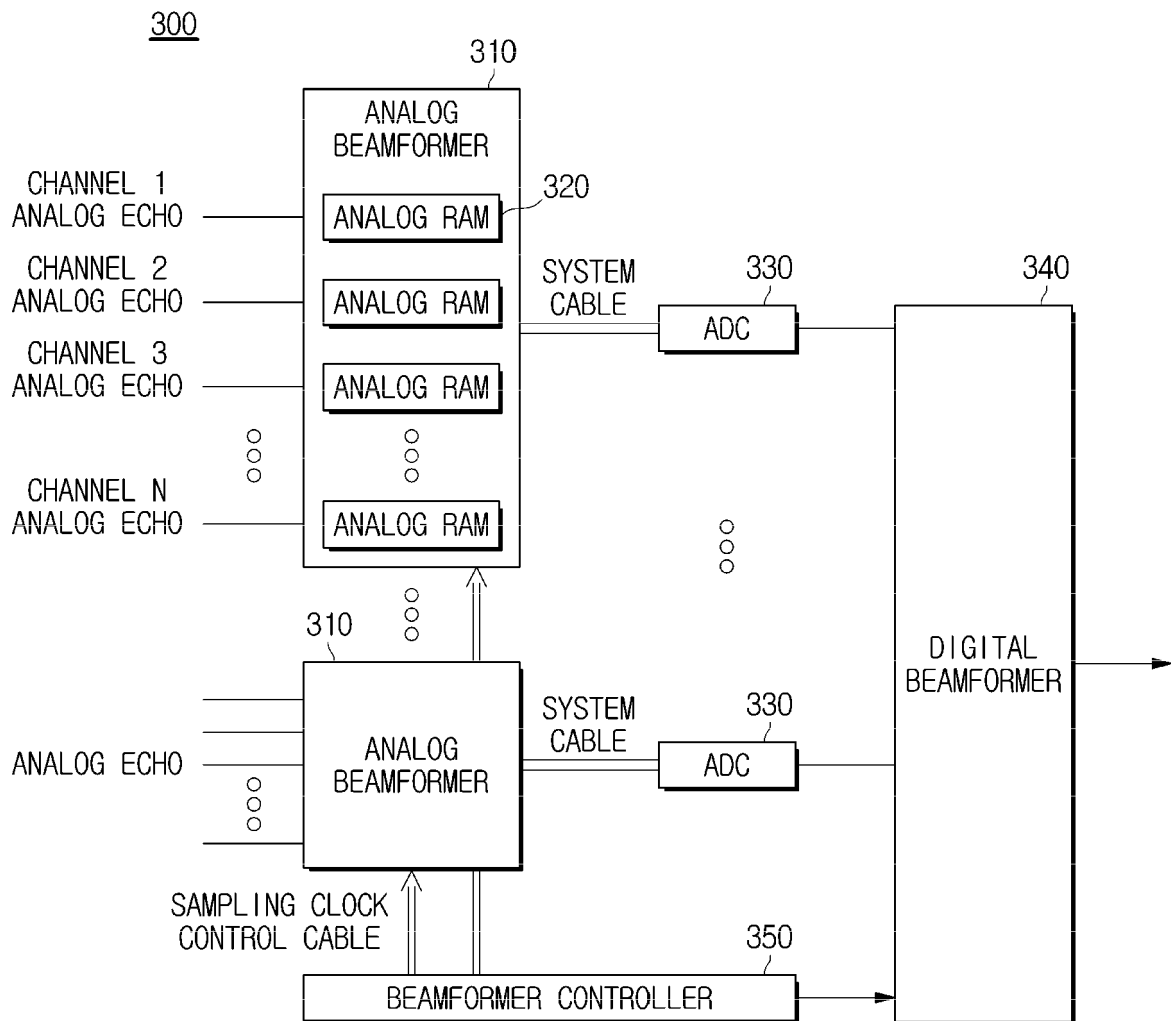 300
310
ANALOG
BEAMFORMER
CHANNEL 1
ANALOG ECHO
ANALOG RAM
320
CHANNEL 2
ANALOG ECHO
ANALOG RAM
SYSTEM
CABLE
330
ADC
340
CHANNEL 3
ANALOG ECHO
ANALOG RAM
CHANNEL N
ANALOG ECHO
ANALOG RAM
310
ANALOG ECHO
ANALOG
BEAMFORMER
SYSTEM
CABLE
330
ADC
DIGITAL
BEAMFORMER
SAMPLING CLOCK
CONTROL CABLE
350
BEAMFORMER CONTROLLER